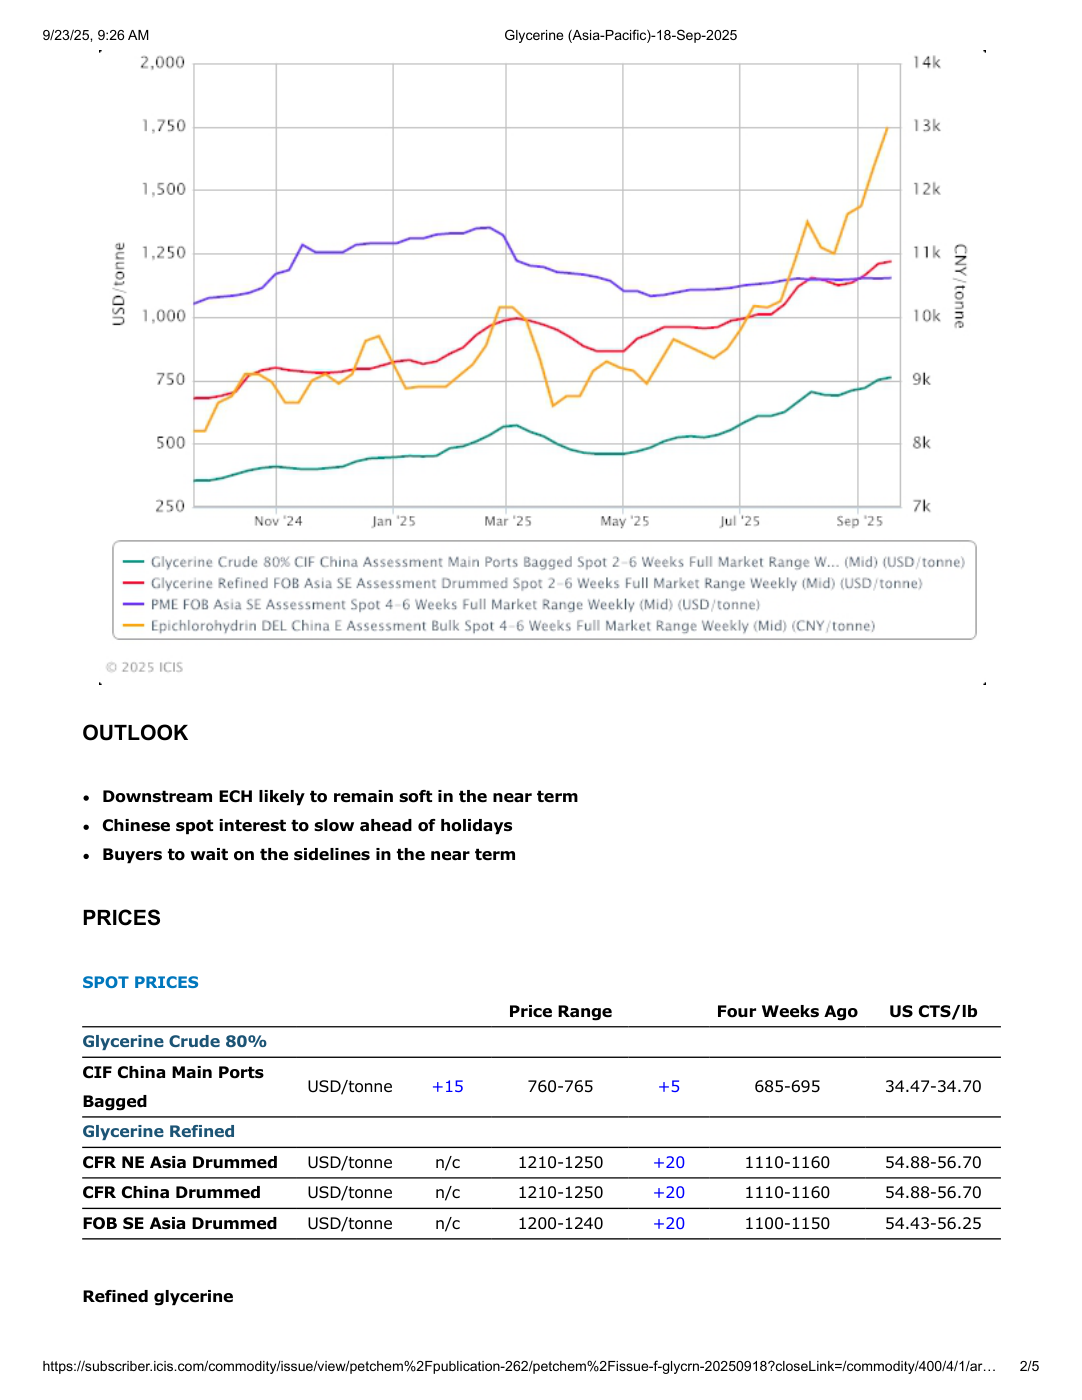 9/23/25, 9:26 AM Glycerine (Asia-Pacific)-18-Sep-2025
2,000 14k
1,750 13k
1,500 12k
1,250 11k
USD/tonne CNY/tonne
1,000 10k
750 9k
500 8k
250 7k
Nov '24 Jan '25 Mar '25 May '25 Jul '25 Sep '25
Glycerine Crude 80% CIF China Assessment Main Ports Bagged Spot 2-6 Weeks Full Market Range W... (Mid) (USD/tonne)
Glycerine Refined FOB Asia SE Assessment Drummed Spot 2-6 Weeks Full Market Range Weekly (Mid) (USD/tonne)
PME FOB Asia SE Assessment Spot 4-6 Weeks Full Market Range Weekly (Mid) (USD/tonne)
Epichlorohydrin DEL China E Assessment Bulk Spot 4-6 Weeks Full Market Range Weekly (Mid) (CNY/tonne)
© 2025 ICIS
OUTLOOK
• Downstream ECH likely to remain soft in the near term
• Chinese spot interest to slow ahead of holidays
• Buyers to wait on the sidelines in the near term
PRICES
SPOT PRICES
Price Range Four Weeks Ago US CTS/lb
Glycerine Crude 80%
CIF China Main Ports
Bagged USD/tonne +15 760-765 +5 685-695 34.47-34.70
Glycerine Refined
CFR NE Asia Drummed USD/tonne n/c 1210-1250 +20 1110-1160 54.88-56.70
CFR China Drummed USD/tonne n/c 1210-1250 +20 1110-1160 54.88-56.70
FOB SE Asia Drummed USD/tonne n/c 1200-1240 +20 1100-1150 54.43-56.25
Refined glycerine
https://subscriber.icis.com/commodity/issue/view/petchem%2Fpublication-262/petchem%2Fissue-f-glycrn-20250918?closeLink=/commodity/400/4/1/ar… 2/5